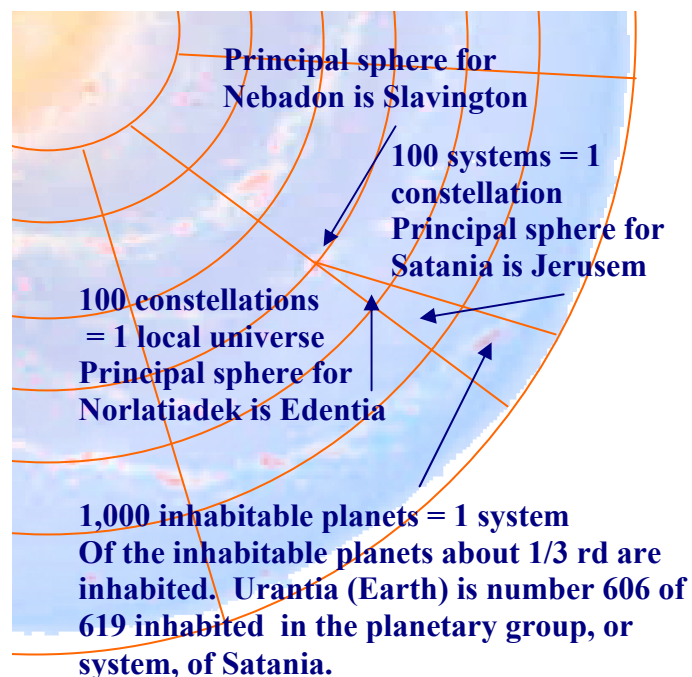 Principal sphere for
Nebadon is Slavington
100 systems = 1
constellation
Principal sphere for
Satania is Jerusem
100 constellations
= 1 local universe
Principal sphere for
Norlatiadek is Edentia
1,000 inhabitable planets = 1 system
Of the inhabitable planets about 1/3 rd are
inhabited.  Urantia (Earth) is number 606 of
619 inhabited  in the planetary group, or
system, of Satania.